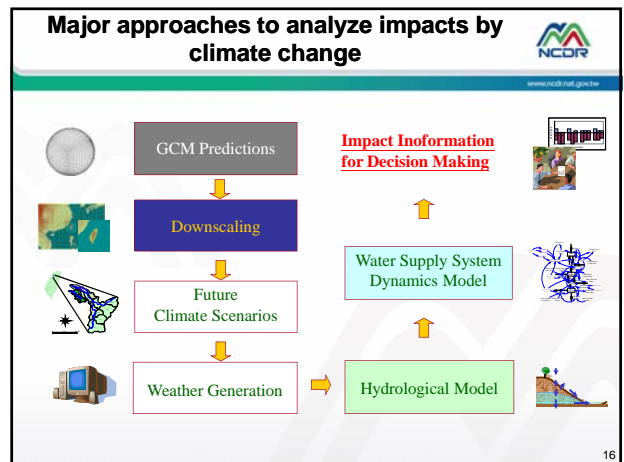 Major approaches to analyze impacts by
climate change
NCDR
www.ncdr.nat.gov.tw
GCM Predictions
Downscaling
Future
Climate Scenarios
Weather Generation
Impact Inoformation
for Decision Making
Water Supply System
Dynamics Model
Hydrological Model
16